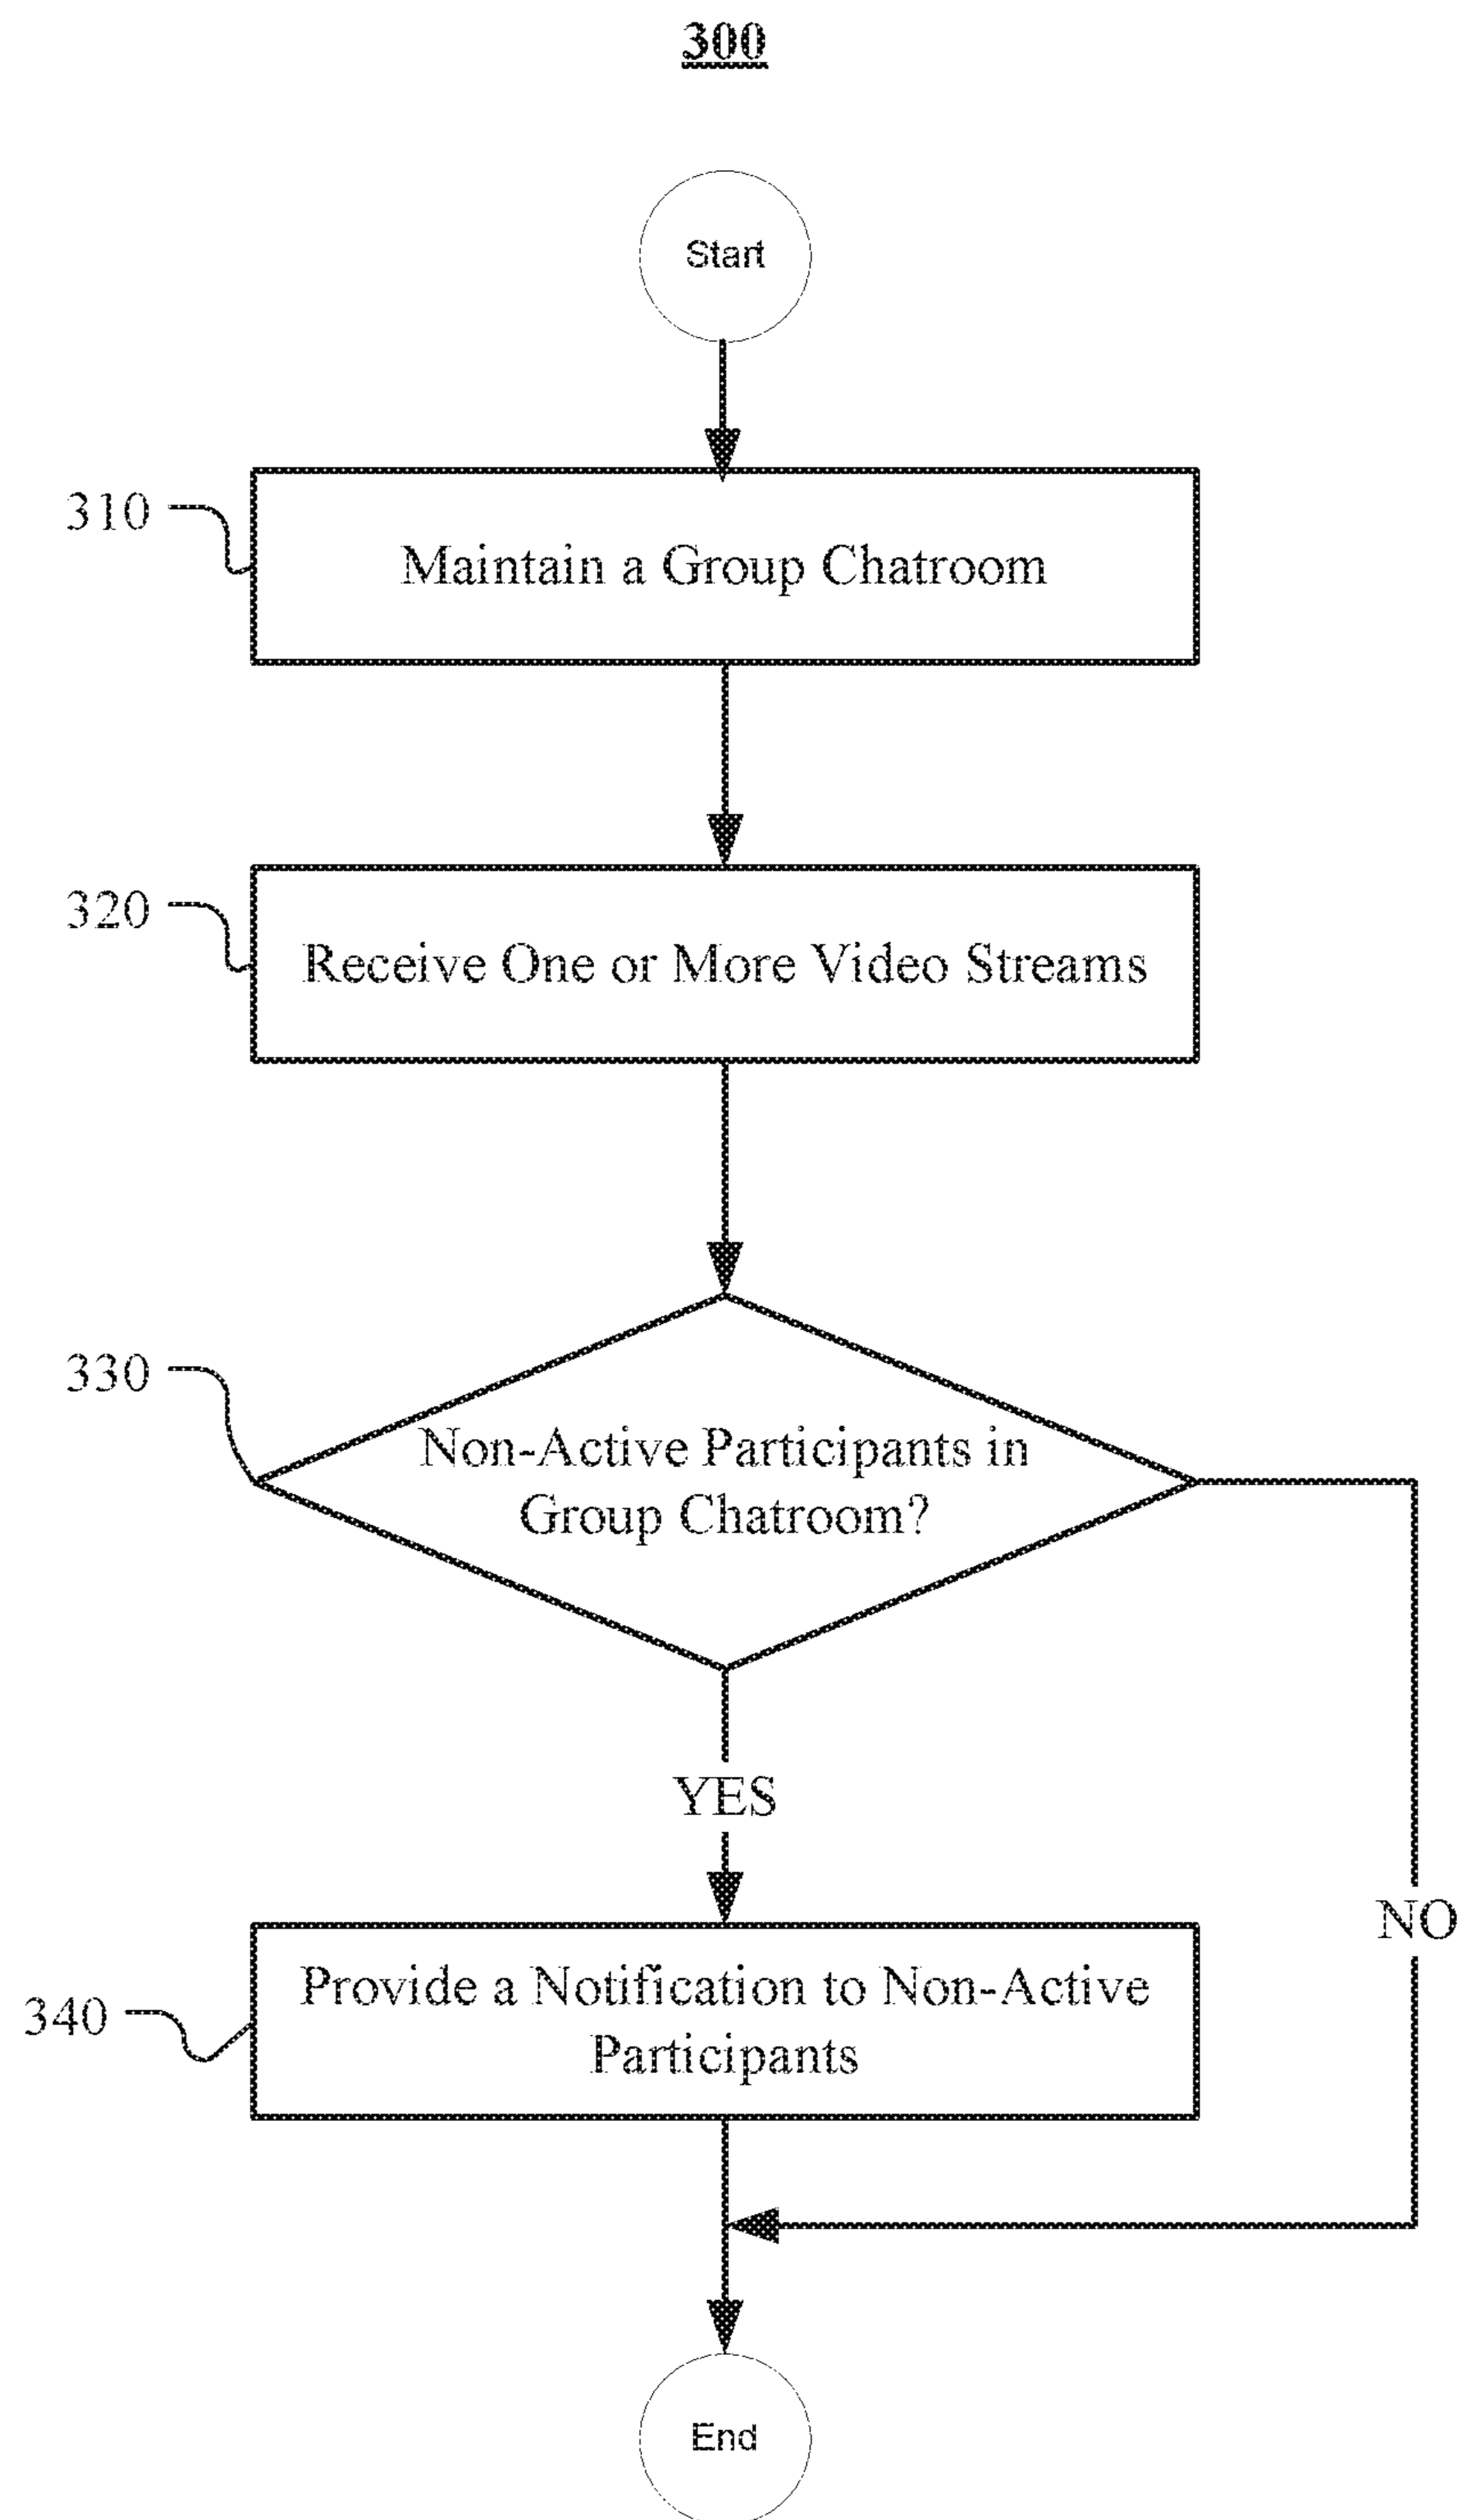 300
Start
310
Maintain a Group Chatroom
320
Receive One or More Video Streams
330
Non-Active Participants in
Group Chatroom?
YES
NO
340
Provide a Notification to Non-Active
Participants
End